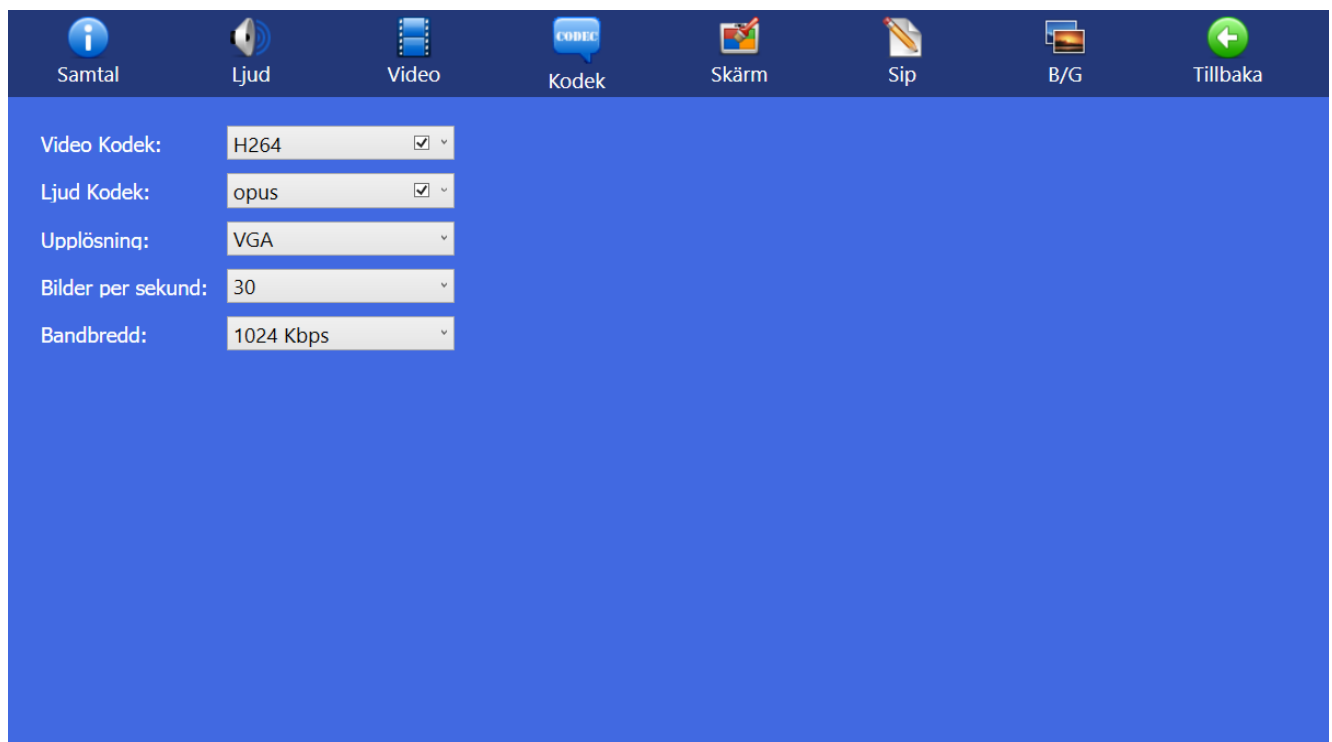 CODEC
Samtal Ljud Video Kodek Skärm Sip B/G Tillbaka
Video Kodek: H264
Ljud Kodek: opus
Upplösning: VGA
Bilder per sekund: 30
Bandbredd: 1024 Kbps